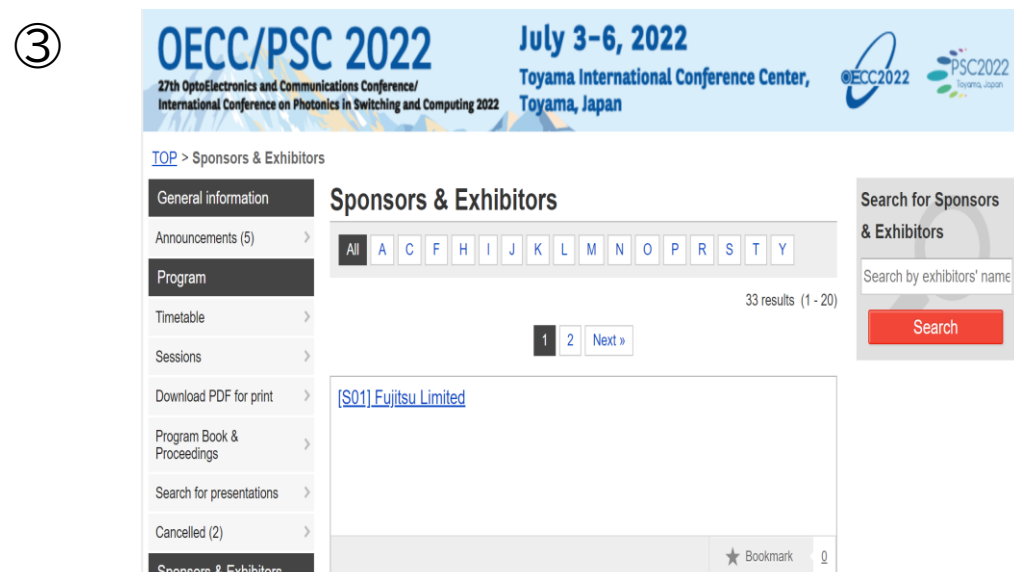 ③
OECC/PSC 2022
27th OptoElectronics and Communications Conference/
International Conference on Photonics in Switching and Computing 2022
July 3-6, 2022
Toyama International Conference Center,
Toyama, Japan
OECC2022
PSC2022
Toyama, Japan
TOP > Sponsors & Exhibitors
General information
Announcements (5)
Program
Timetable
Sessions
Download PDF for print
Program Book &
Proceedings
Search for presentations
Cancelled (2)
Sponsors & Exhibitors
Sponsors & Exhibitors
All A C F H I J K L M N O P R S T Y
33 results (1 - 20)
1 2 Next »
[S01] Fujitsu Limited
Bookmark 0
Search for Sponsors
& Exhibitors
Search by exhibitors' name
Search